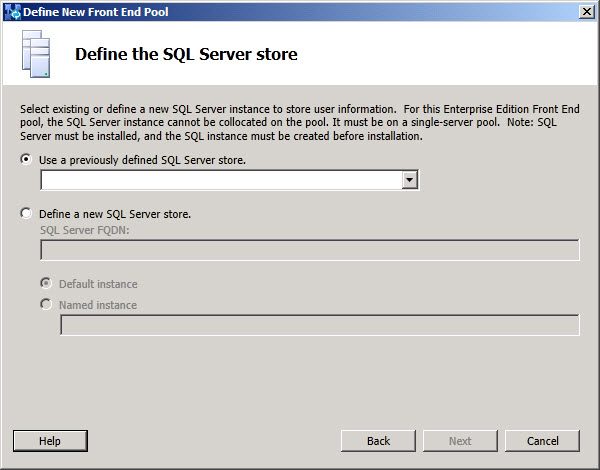 Define New Front End Pool
Define the SQL Server store
Select existing or define a new SQL Server instance to store user information.  For this Enterprise Edition Front End
pool, the SQL Server instance cannot be collocated on the pool. It must be on a single-server pool.  Note: SQL
Server must be installed, and the SQL instance must be created before installation.
Use a previously defined SQL Server store.
Define a new SQL Server store.
SQL Server FQDN:
Default instance
Named instance
Help
Back
Next
Cancel